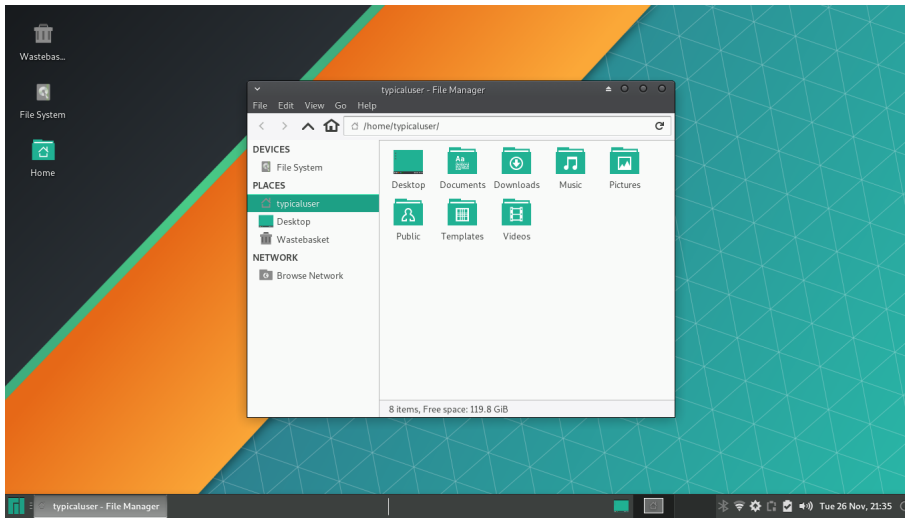 Wastebas...
File System
Home
typicaluser - File Manager
File Edit View Go Help
/home/typicaluser/
DEVICES
File System
PLACES
typicaluser
Desktop
Wastebasket
NETWORK
Browse Network
Desktop Documents Downloads Music Pictures
Public Templates Videos
8 items, Free space: 119.8 GiB
typicaluser - File Manager
Tue 26 Nov, 21:35